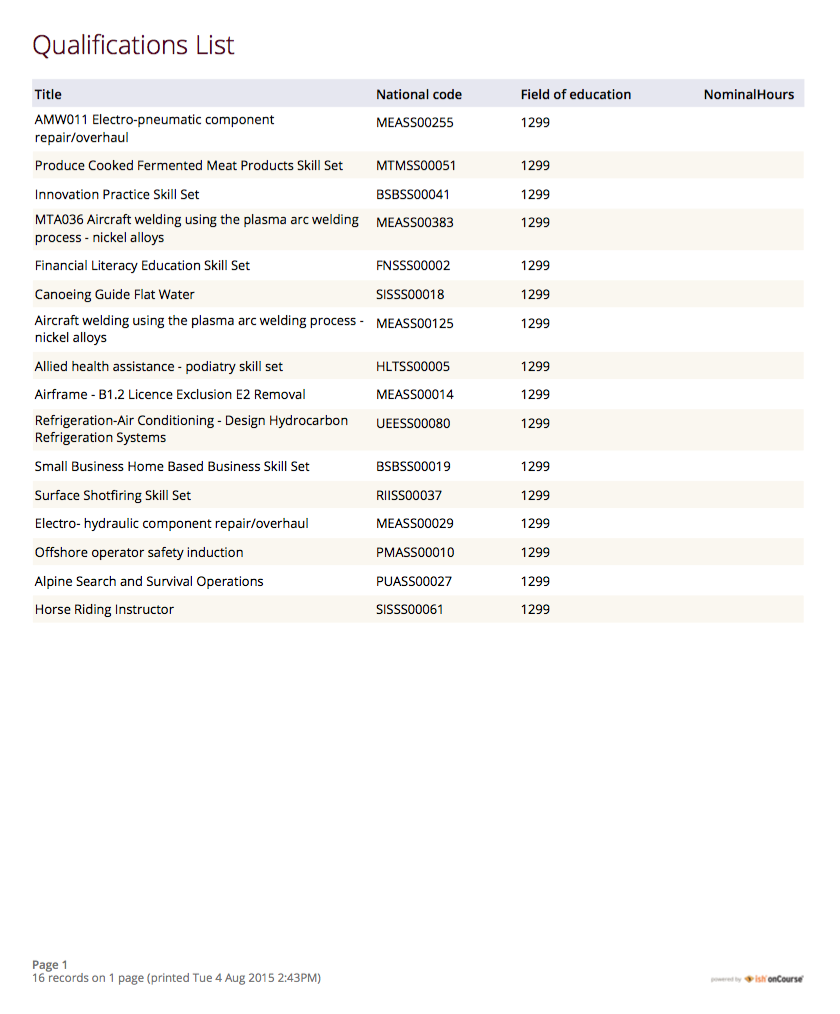 Qualifications List
Title National code Field of education NominalHours
AMW011 Electro-pneumatic component
repair/overhaul MEASS00255 1299
Produce Cooked Fermented Meat Products Skill Set MTMSS00051 1299
Innovation Practice Skill Set BSBSS00041 1299
MTA036 Aircraft welding using the plasma arc welding
process - nickel alloys MEASS00383 1299
Financial Literacy Education Skill Set FNSSS00002 1299
Canoeing Guide Flat Water SISSS00018 1299
Aircraft welding using the plasma arc welding process -
nickel alloys MEASS00125 1299
Allied health assistance - podiatry skill set HLTSS00005 1299
Airframe - B1.2 Licence Exclusion E2 Removal MEASS00014 1299
Refrigeration-Air Conditioning - Design Hydrocarbon
Refrigeration Systems UEESS00080 1299
Small Business Home Based Business Skill Set BSBSS00019 1299
Surface Shotfiring Skill Set RIISS00037 1299
Electro- hydraulic component repair/overhaul MEASS00029 1299
Offshore operator safety induction PMASS00010 1299
Alpine Search and Survival Operations PUASS00027 1299
Horse Riding Instructor SISSS00061 1299
Page 1
16 records on 1 page (printed Tue 4 Aug 2015 2:43PM)
powered by ish onCourse